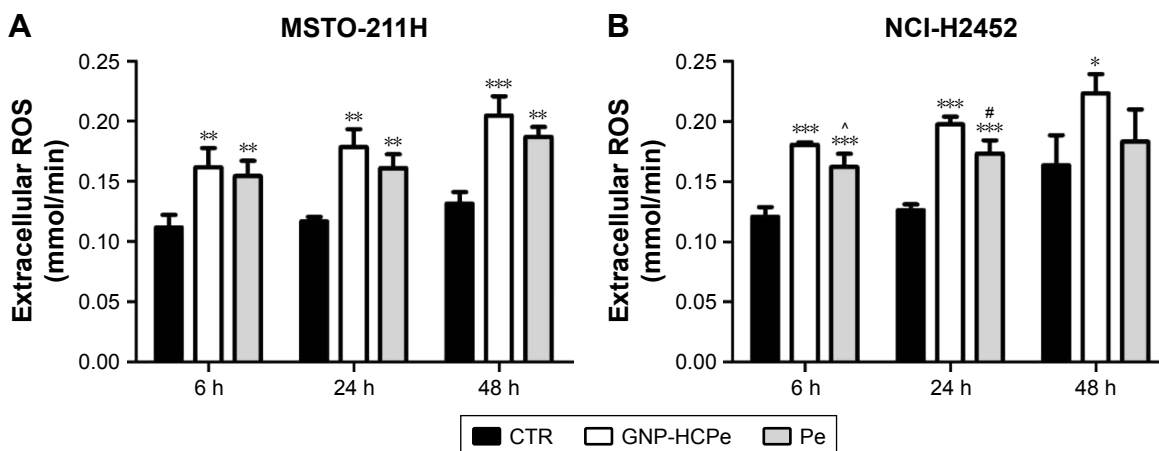 A
MSTO-211H
Extracellular ROS
(mmol/min)
0.25
0.20
0.15
0.10
0.05
0.00
**
**
**
**
***
**
6 h
24 h
48 h
B
NCI-H2452
Extracellular ROS
(mmol/min)
0.25
0.20
0.15
0.10
0.05
0.00
***
^
***
***
#
***
*
6 h
24 h
48 h
CTR
GNP-HCPe
Pe